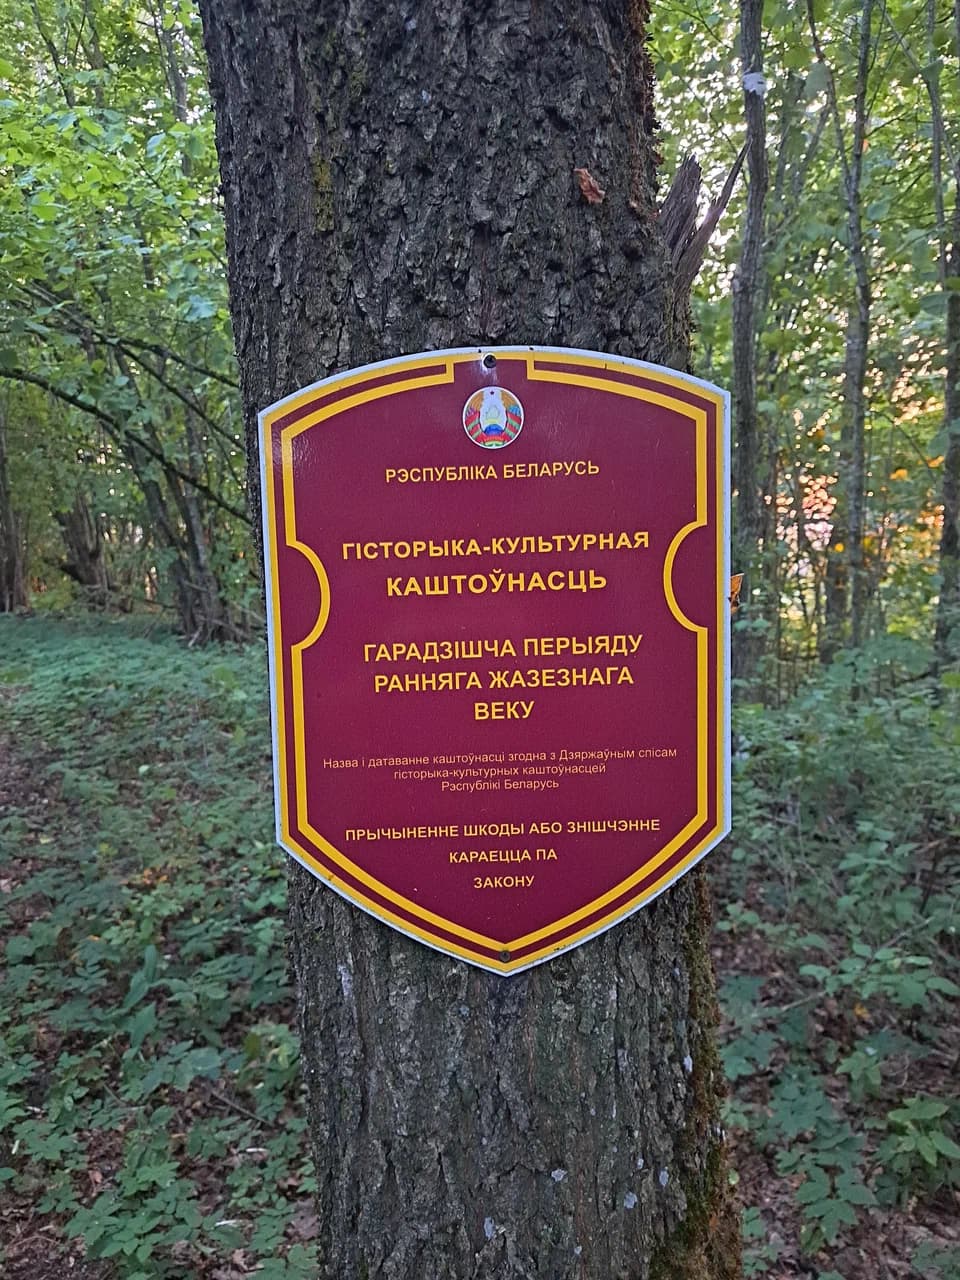 РЭСПУБЛІКА БЕЛАРУСЬ
ГІСТОРЫКА-КУЛЬТУРНАЯ
КАШТОЎНАСЦЬ
ГАРАДЗІШЧА ПЕРЫЯДУ
РАННЯГА ЖАЗЕЗНАГА
ВЕКУ
Назва і датаванне каштоўнасці згодна з Дзяржаўным спісам
гісторыка-культурных каштоўнасцей
Рэспублікі Беларусь
ПРЫЧЫНЕННЕ ШКОДЫ АБО ЗНІШЧЭННЕ
КАРАЕЦЦА ПА
ЗАКОНУ